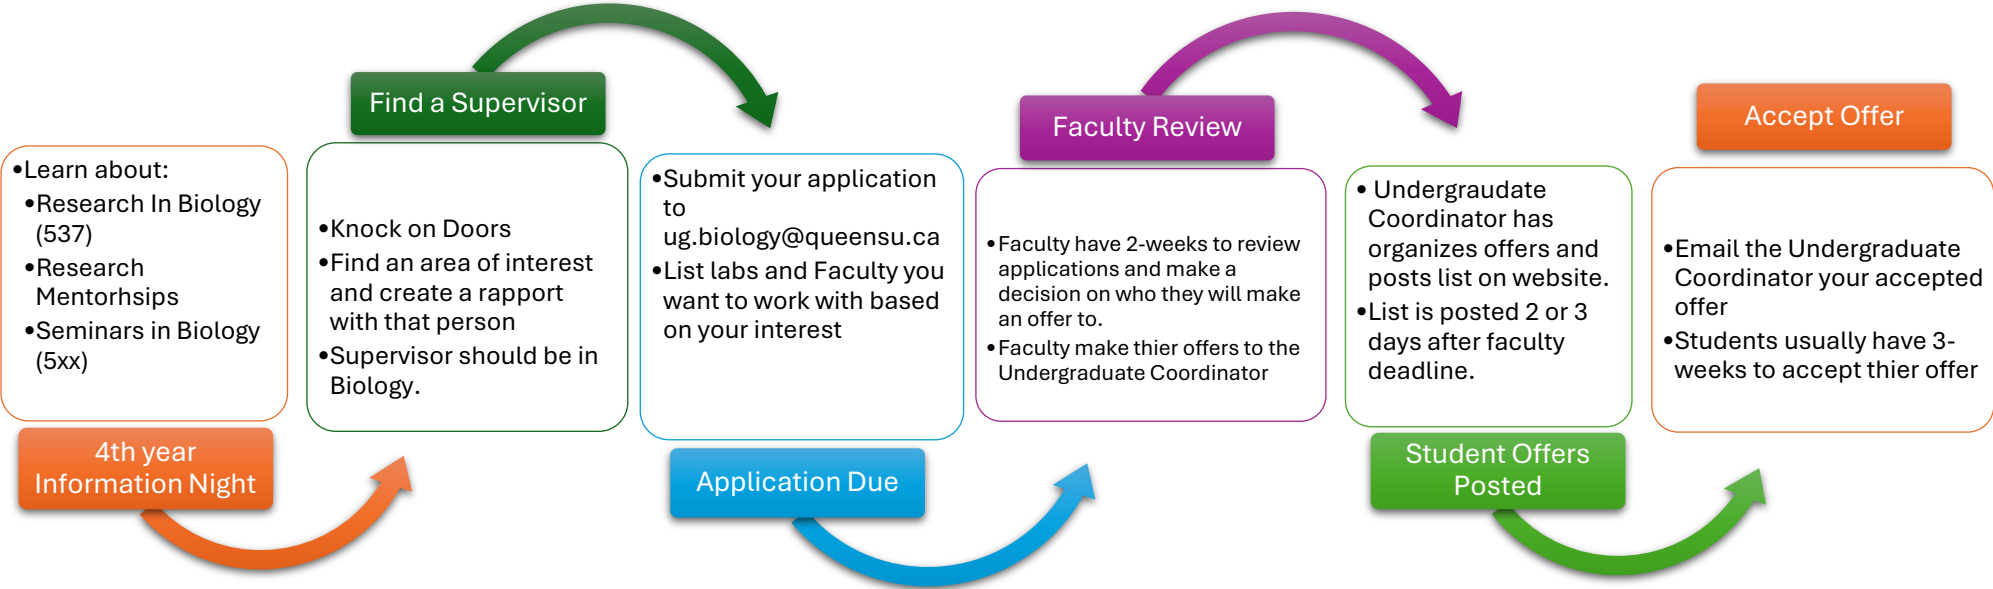 •Learn about:
•Research In Biology
(537)
•Research
Mentorhsips
•Seminars in Biology
(5xx)
4th year
Information Night
Find a Supervisor
•Knock on Doors
•Find an area of interest
and create a rapport
with that person
•Supervisor should be in
Biology.
•Submit your application
to
ug.biology@queensu.ca
•List labs and Faculty you
want to work with based
on your interest
Application Due
Faculty Review
•Faculty have 2-weeks to review
applications and make a
decision on who they will make
an offer to.
•Faculty make thier offers to the
Undergraduate Coordinator
• Undergraudate
Coordinator has
organizes offers and
posts list on website.
•List is posted 2 or 3
days after faculty
deadline.
Student Offers
Posted
Accept Offer
•Email the Undergraduate
Coordinator your accepted
offer
•Students usually have 3-
weeks to accept thier offer